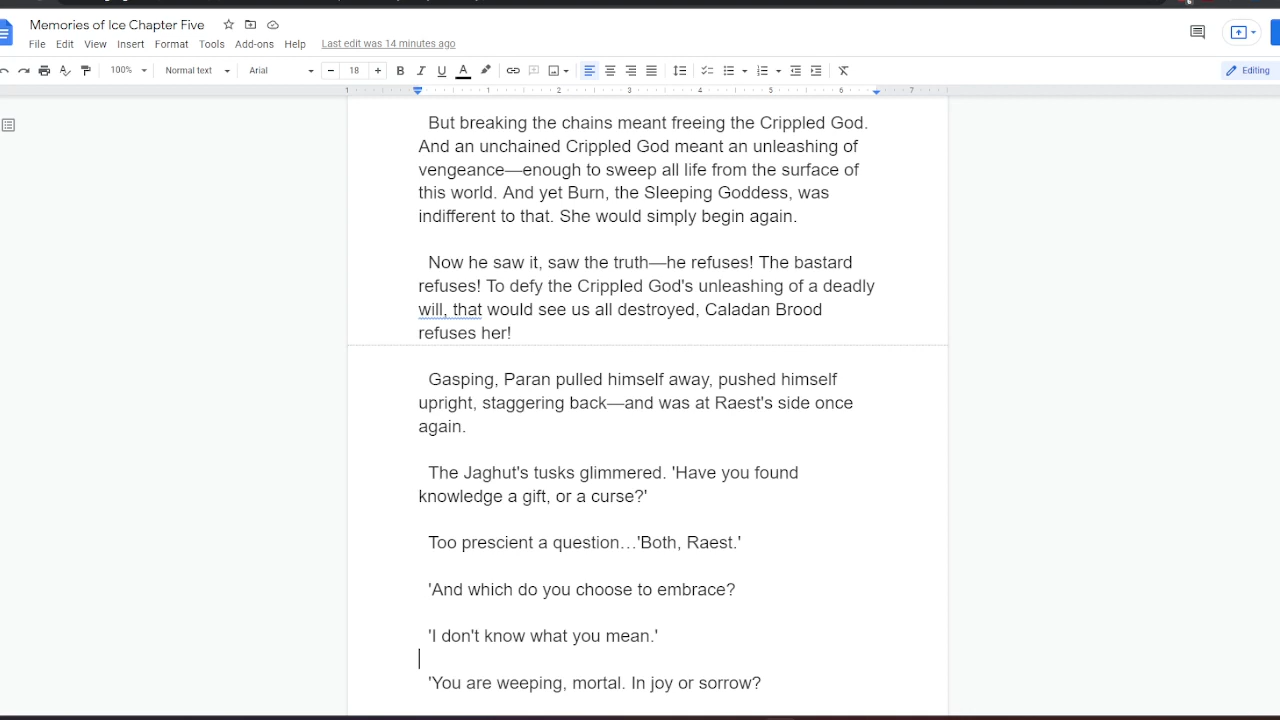 Memories of Ice Chapter Five
File Edit View Insert Format Tools Add-ons Help Last edit was 14 minutes ago
100% Normal text Arial 18 B I U A Editing
1 1 2 3 4 5 6 7
But breaking the chains meant freeing the Crippled God.
And an unchained Crippled God meant an unleashing of
vengeance—enough to sweep all life from the surface of
this world. And yet Burn, the Sleeping Goddess, was
indifferent to that. She would simply begin again.
Now he saw it, saw the truth—he refuses! The bastard
refuses! To defy the Crippled God's unleashing of a deadly
will, that would see us all destroyed, Caladan Brood
refuses her!
Gasping, Paran pulled himself away, pushed himself
upright, staggering back—and was at Raest's side once
again.
The Jaghut's tusks glimmered. 'Have you found
knowledge a gift, or a curse?'
Too prescient a question…'Both, Raest.'
'And which do you choose to embrace?
'I don't know what you mean.'
'You are weeping, mortal. In joy or sorrow?